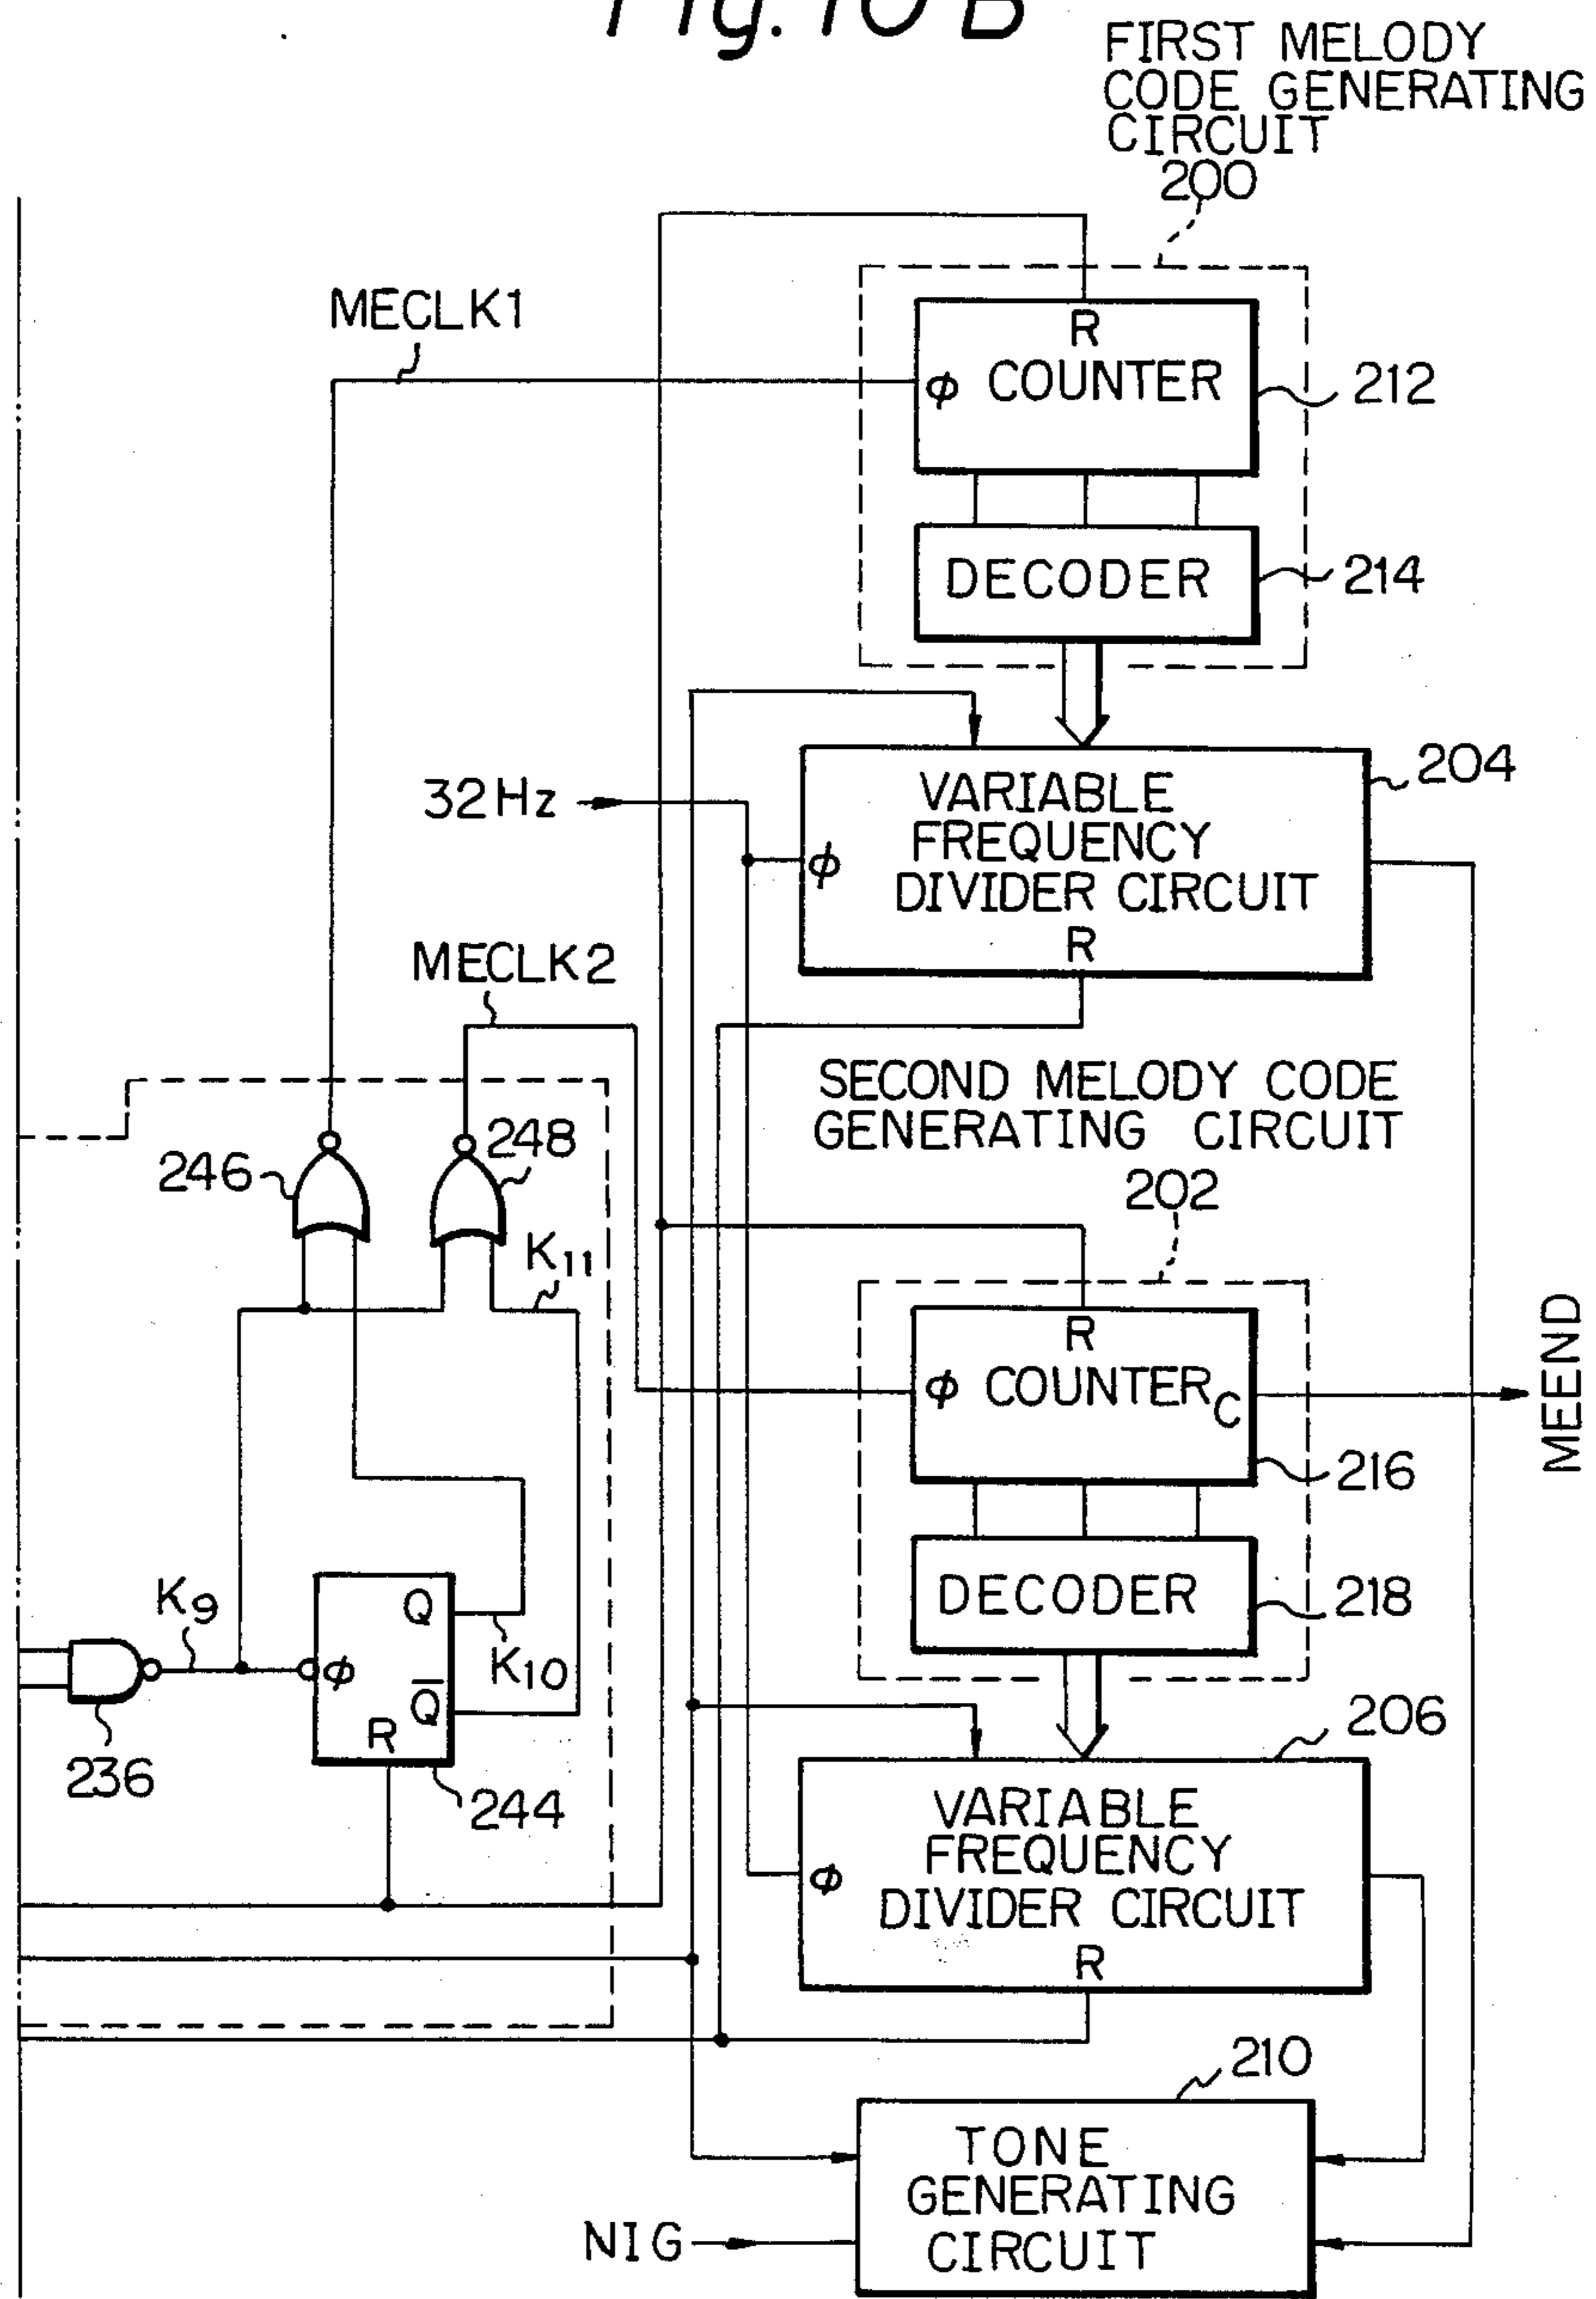 Fig. 10 B
FIRST MELODY
CODE GENERATING
CIRCUIT
200
MECLK1
R
φ COUNTER
212
DECODER
214
204
32Hz
VARIABLE
FREQUENCY
φ
DIVIDER CIRCUIT
R
MECLK2
SECOND MELODY CODE
GENERATING CIRCUIT
202
246
248
K11
R
φ COUNTER C
MEEND
216
DECODER
218
K9
Q
K10
φ
Q̅
R
236
244
206
VARIABLE
FREQUENCY
φ
DIVIDER CIRCUIT
R
210
TONE
GENERATING
CIRCUIT
NIG